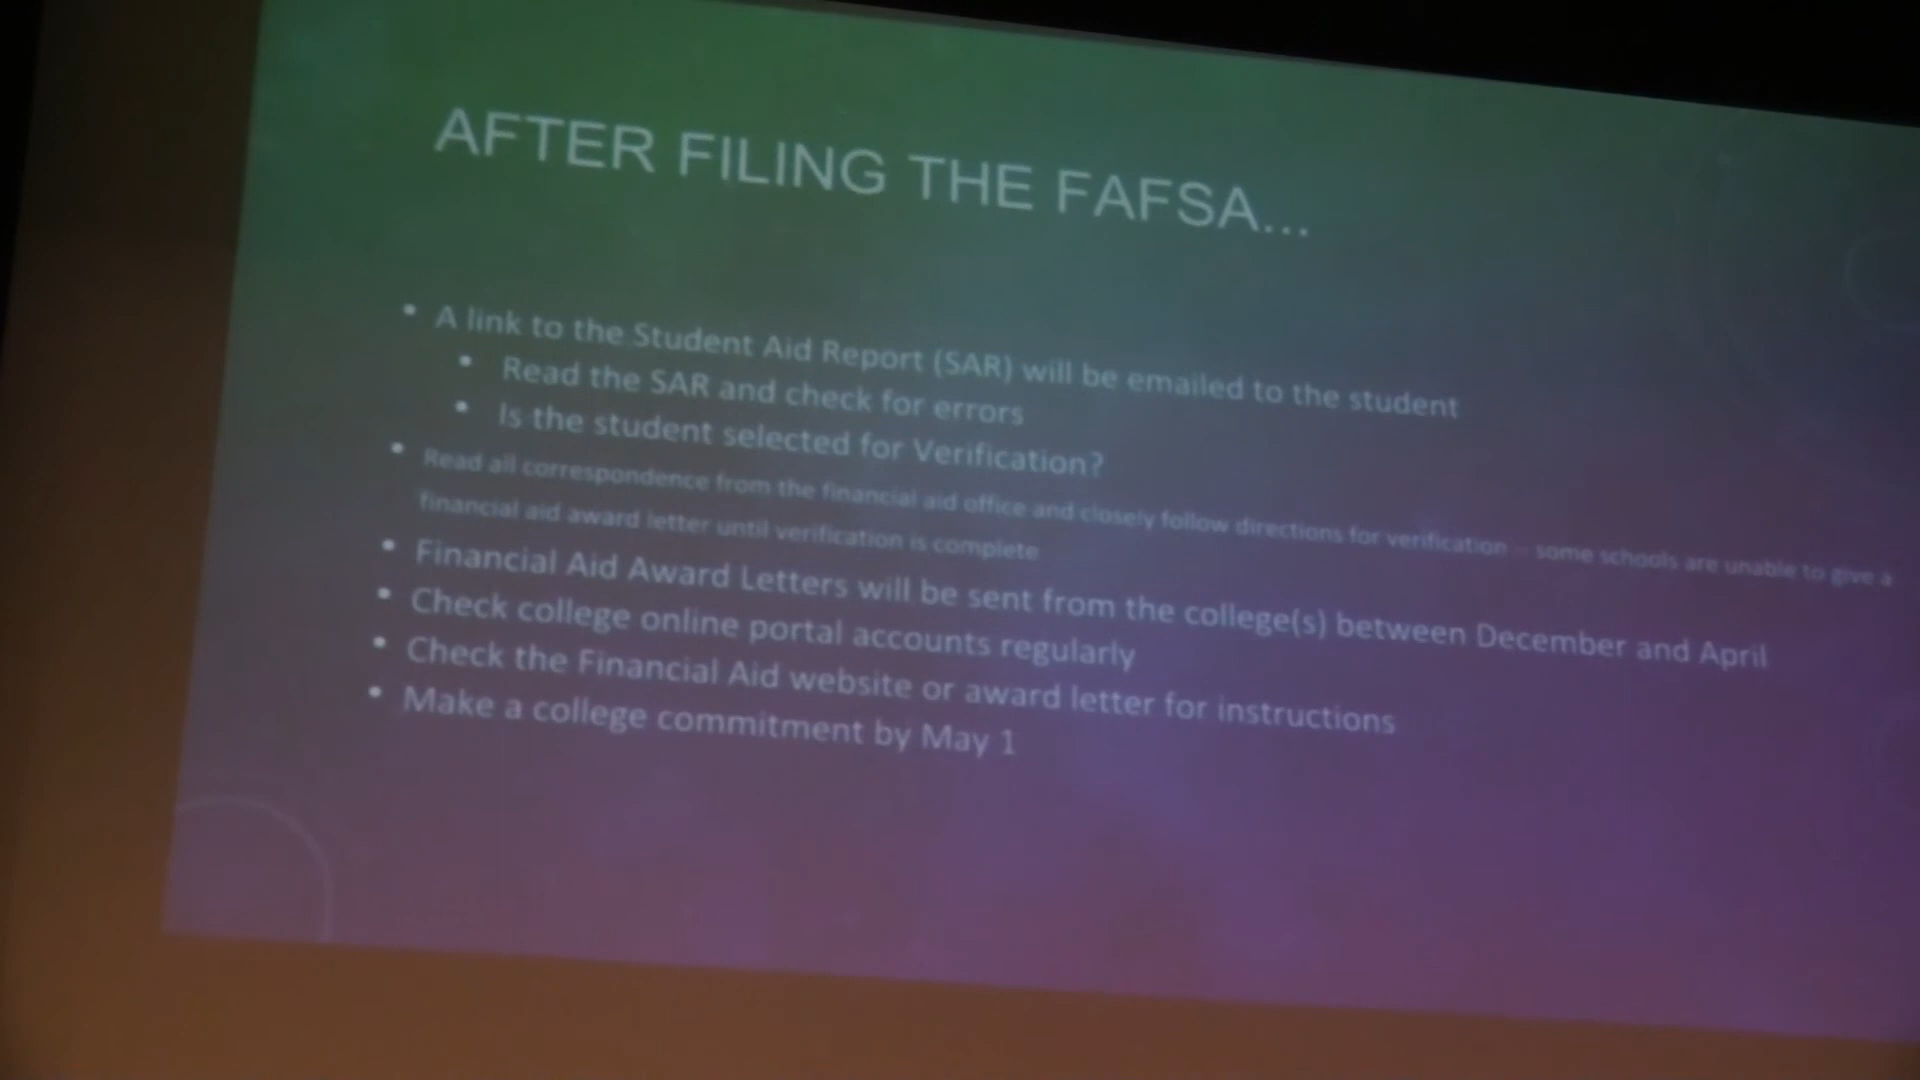 AFTER FILING THE FAFSA...
• A link to the Student Aid Report (SAR) will be emailed to the student
• Read the SAR and check for errors
• Is the student selected for Verification?
• Read all correspondence from the financial aid office and closely follow directions for verification – some schools are unable to give a
financial aid award letter until verification is complete
• Financial Aid Award Letters will be sent from the college(s) between December and April
• Check college online portal accounts regularly
• Check the Financial Aid website or award letter for instructions
• Make a college commitment by May 1